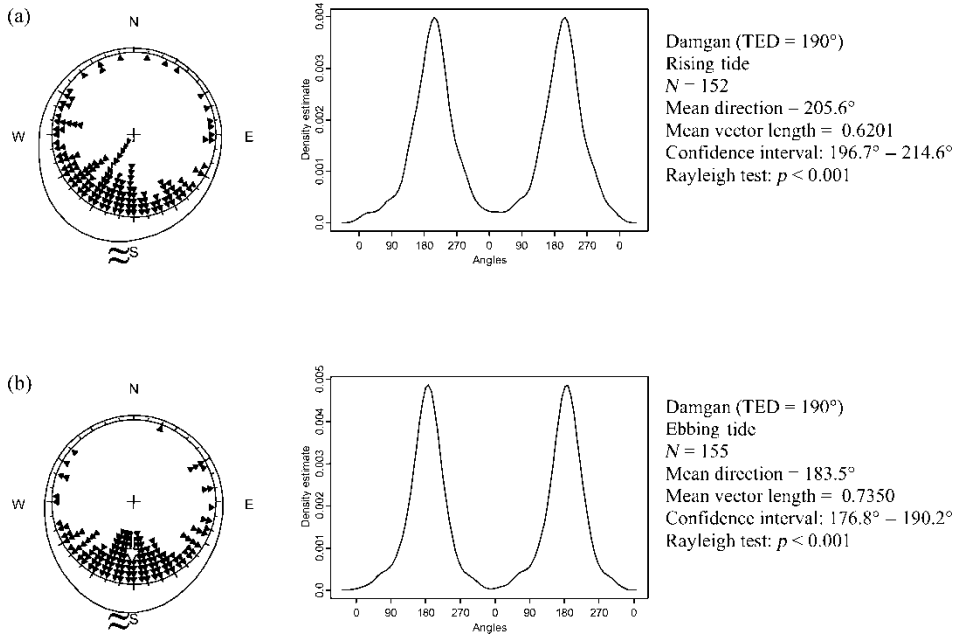 (a)
N
W
E
S
Density estimate
0.004
0.003
0.002
0.001
0.0
0 90 180 270 0 90 180 270 0
Angles
Damgan (TED = 190°)
Rising tide
N = 152
Mean direction = 205.6°
Mean vector length = 0.6201
Confidence interval: 196.7° – 214.6°
Rayleigh test: p < 0.001
(b)
N
W
E
S
Density estimate
0.005
0.004
0.003
0.002
0.001
0.0
0 90 180 270 0 90 180 270 0
Angles
Damgan (TED = 190°)
Ebbing tide
N = 155
Mean direction = 183.5°
Mean vector length = 0.7350
Confidence interval: 176.8° – 190.2°
Rayleigh test: p < 0.001